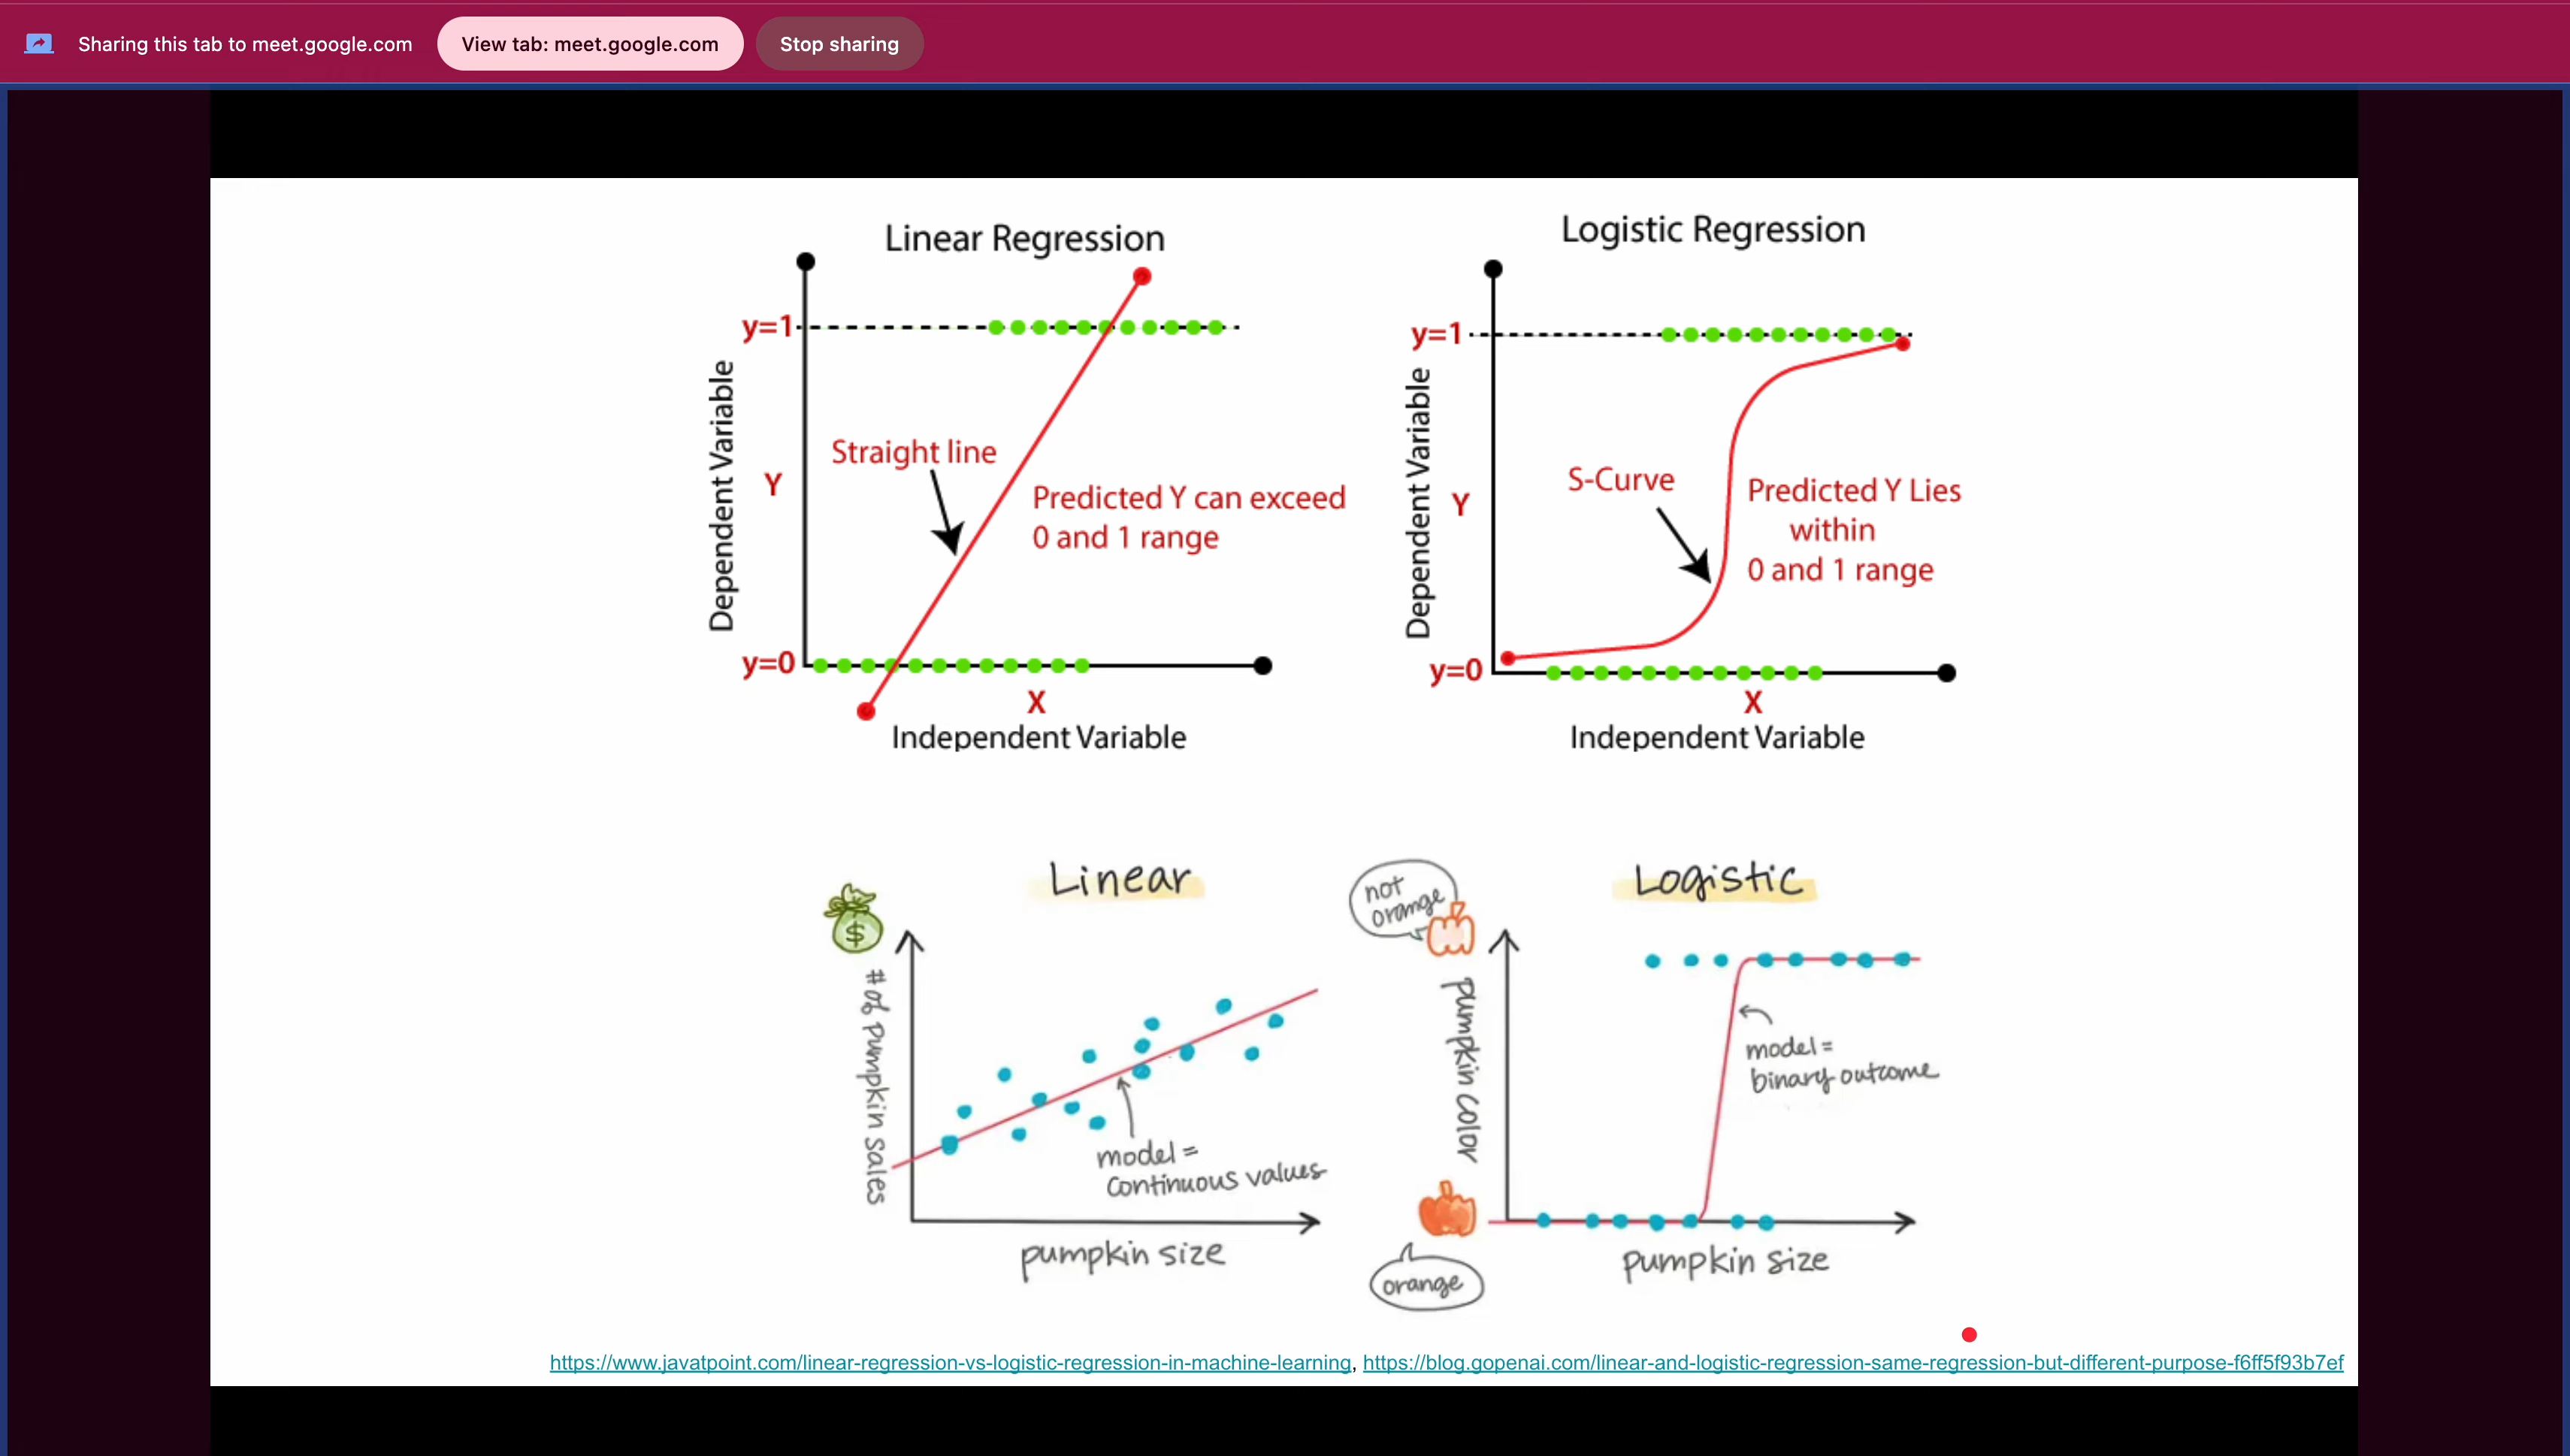 Sharing this tab to meet.google.com
View tab: meet.google.com
Stop sharing
Linear Regression
y=1
Dependent Variable
Y
Straight line
Predicted Y can exceed
0 and 1 range
y=0
X
Independent Variable
Logistic Regression
y=1
Dependent Variable
Y
S-Curve
Predicted Y Lies
within
0 and 1 range
y=0
X
Independent Variable
Linear
$
# of pumpkin sales
model =
continuous values
pumpkin size
Logistic
not
orange
pumpkin color
model =
binary outcome
orange
pumpkin size
https://www.javatpoint.com/linear-regression-vs-logistic-regression-in-machine-learning, https://blog.gopenai.com/linear-and-logistic-regression-same-regression-but-different-purpose-f6ff5f93b7ef